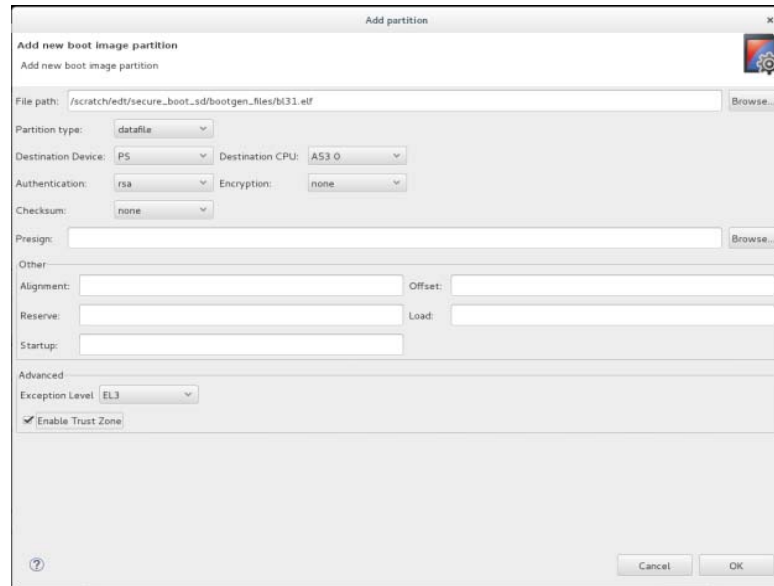 Add partition
Add new boot image partition
Add new boot image partition
File path: /scratch/edt/secure_boot_sd/bootgen_files/bl31.elf Browse...
Partition type: datafile
Destination Device: PS Destination CPU: A53 0
Authentication: rsa Encryption: none
Checksum: none
Presign: Browse...
Other
Alignment: Offset:
Reserve: Load:
Startup:
Advanced
Exception Level EL3
Enable Trust Zone
Cancel OK